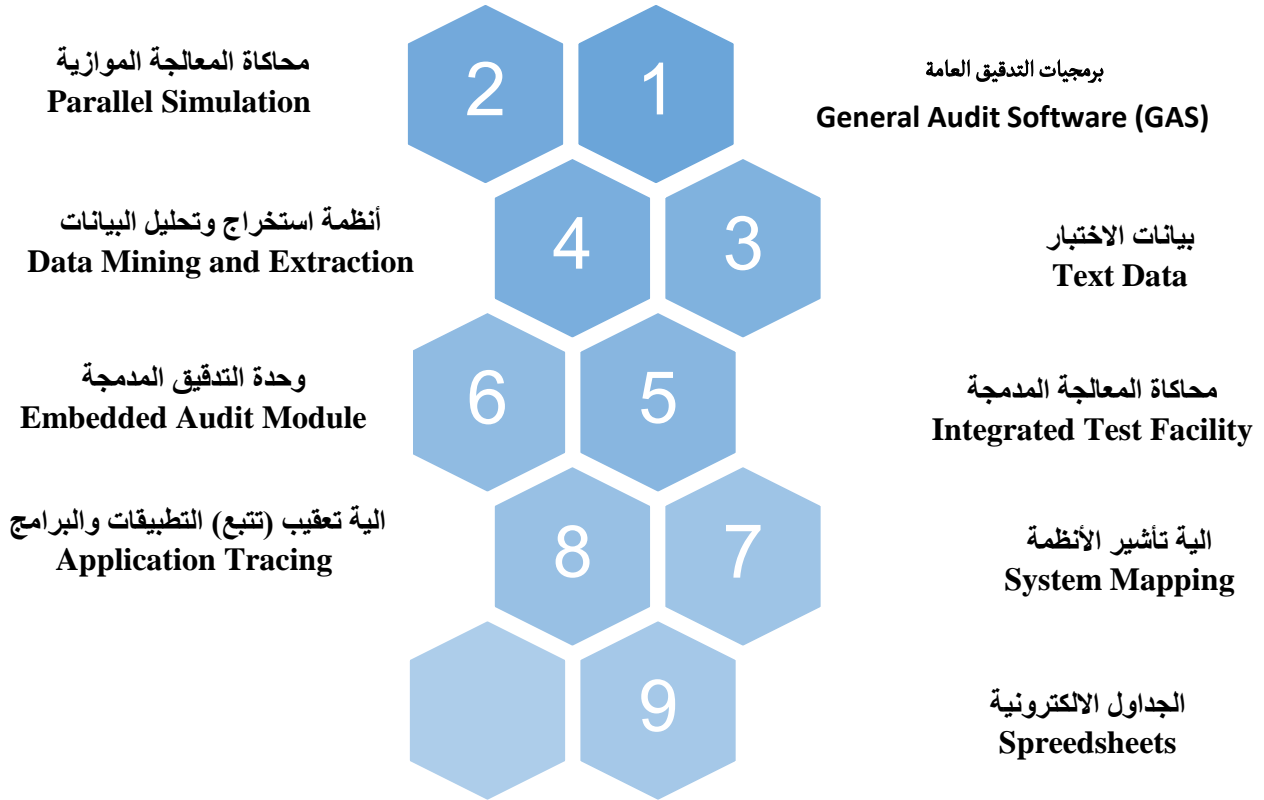 1
برمجيات التدقيق العامة
General Audit Software (GAS)
2
محاكاة المعالجة الموازية
Parallel Simulation
3
بيانات الاختبار
Text Data
4
أنظمة استخراج وتحليل البيانات
Data Mining and Extraction
5
محاكاة المعالجة المدمجة
Integrated Test Facility
6
وحدة التدقيق المدمجة
Embedded Audit Module
7
الية تأشير الأنظمة
System Mapping
8
الية تعقيب (تتبع) التطبيقات والبرامج
Application Tracing
9
الجداول الالكترونية
Spreedsheets